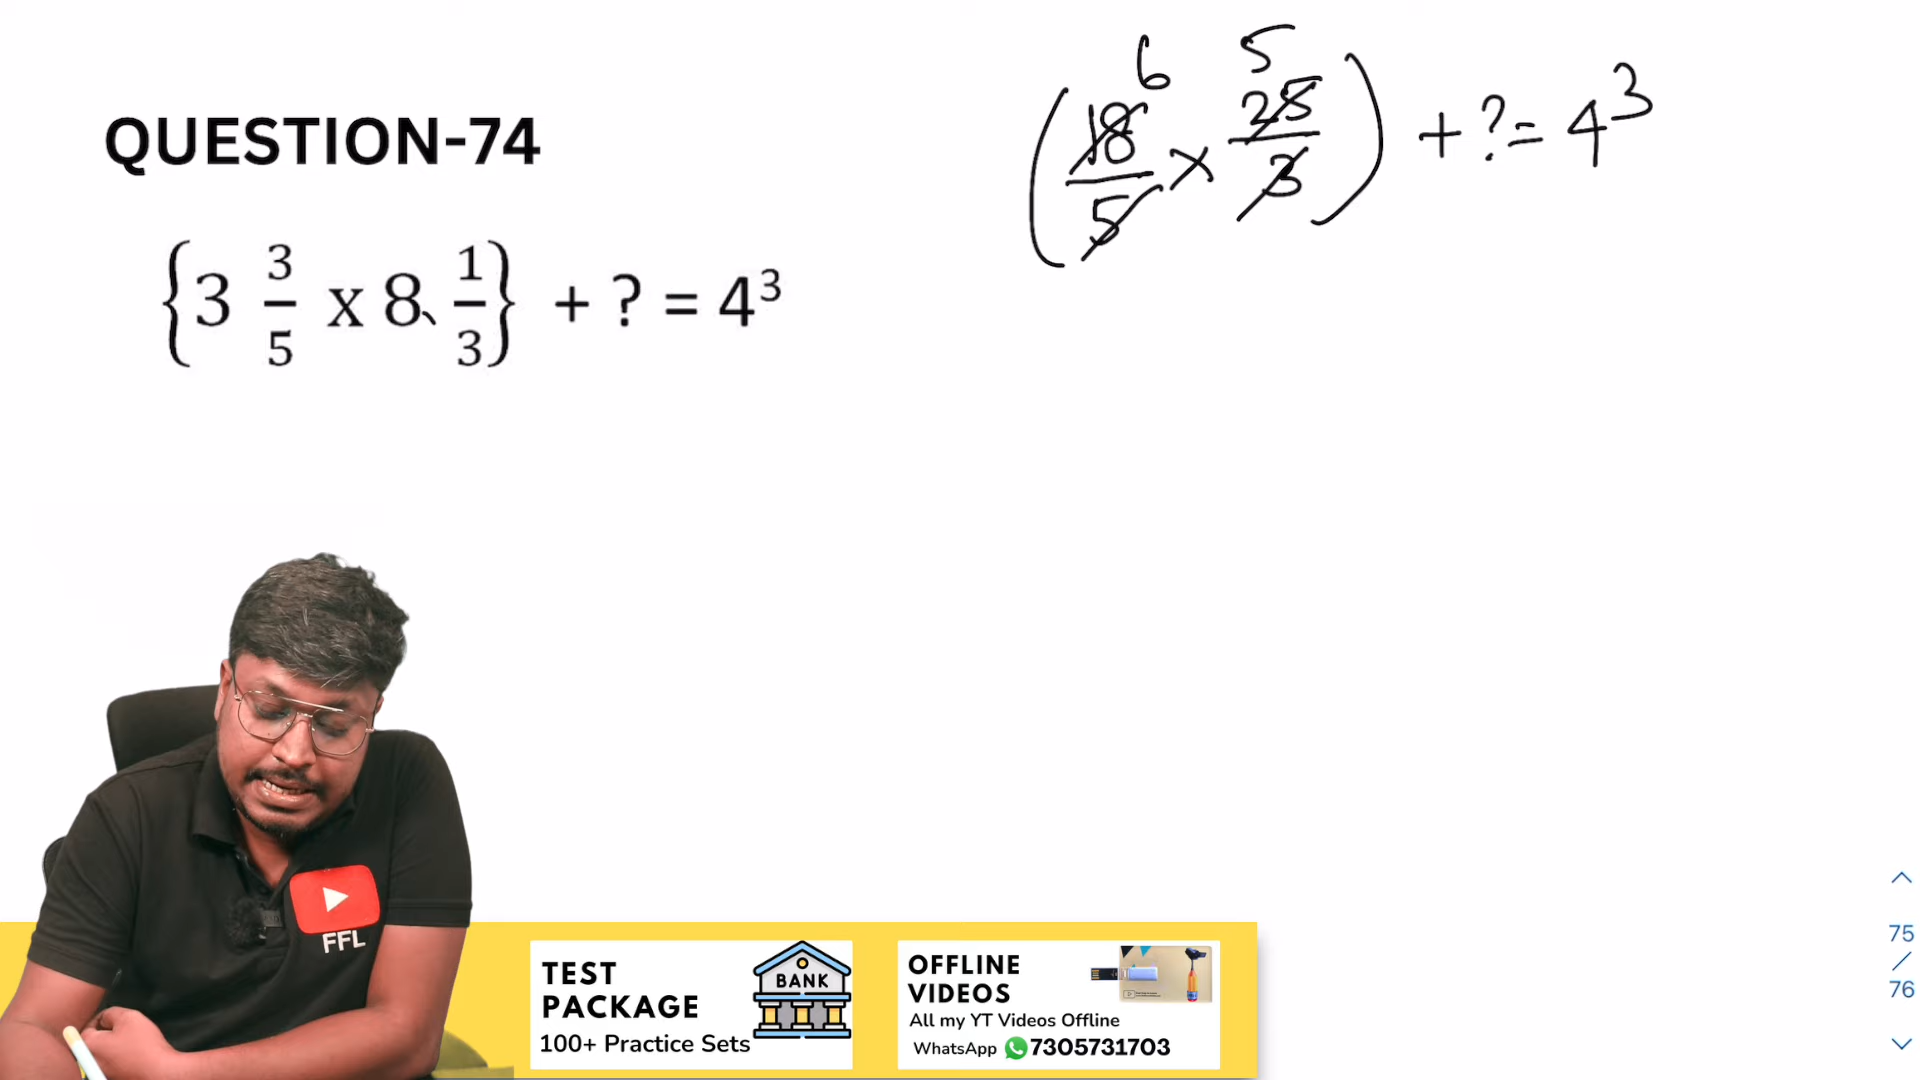 QUESTION-74
{3 3/5 x 8 1/3} + ? = 4³
6 5
(18/5 × 25/3) + ? = 4³
FFL
TEST
PACKAGE
100+ Practice Sets
BANK
OFFLINE
VIDEOS
All my YT Videos Offline
WhatsApp 7305731703
75
/
76